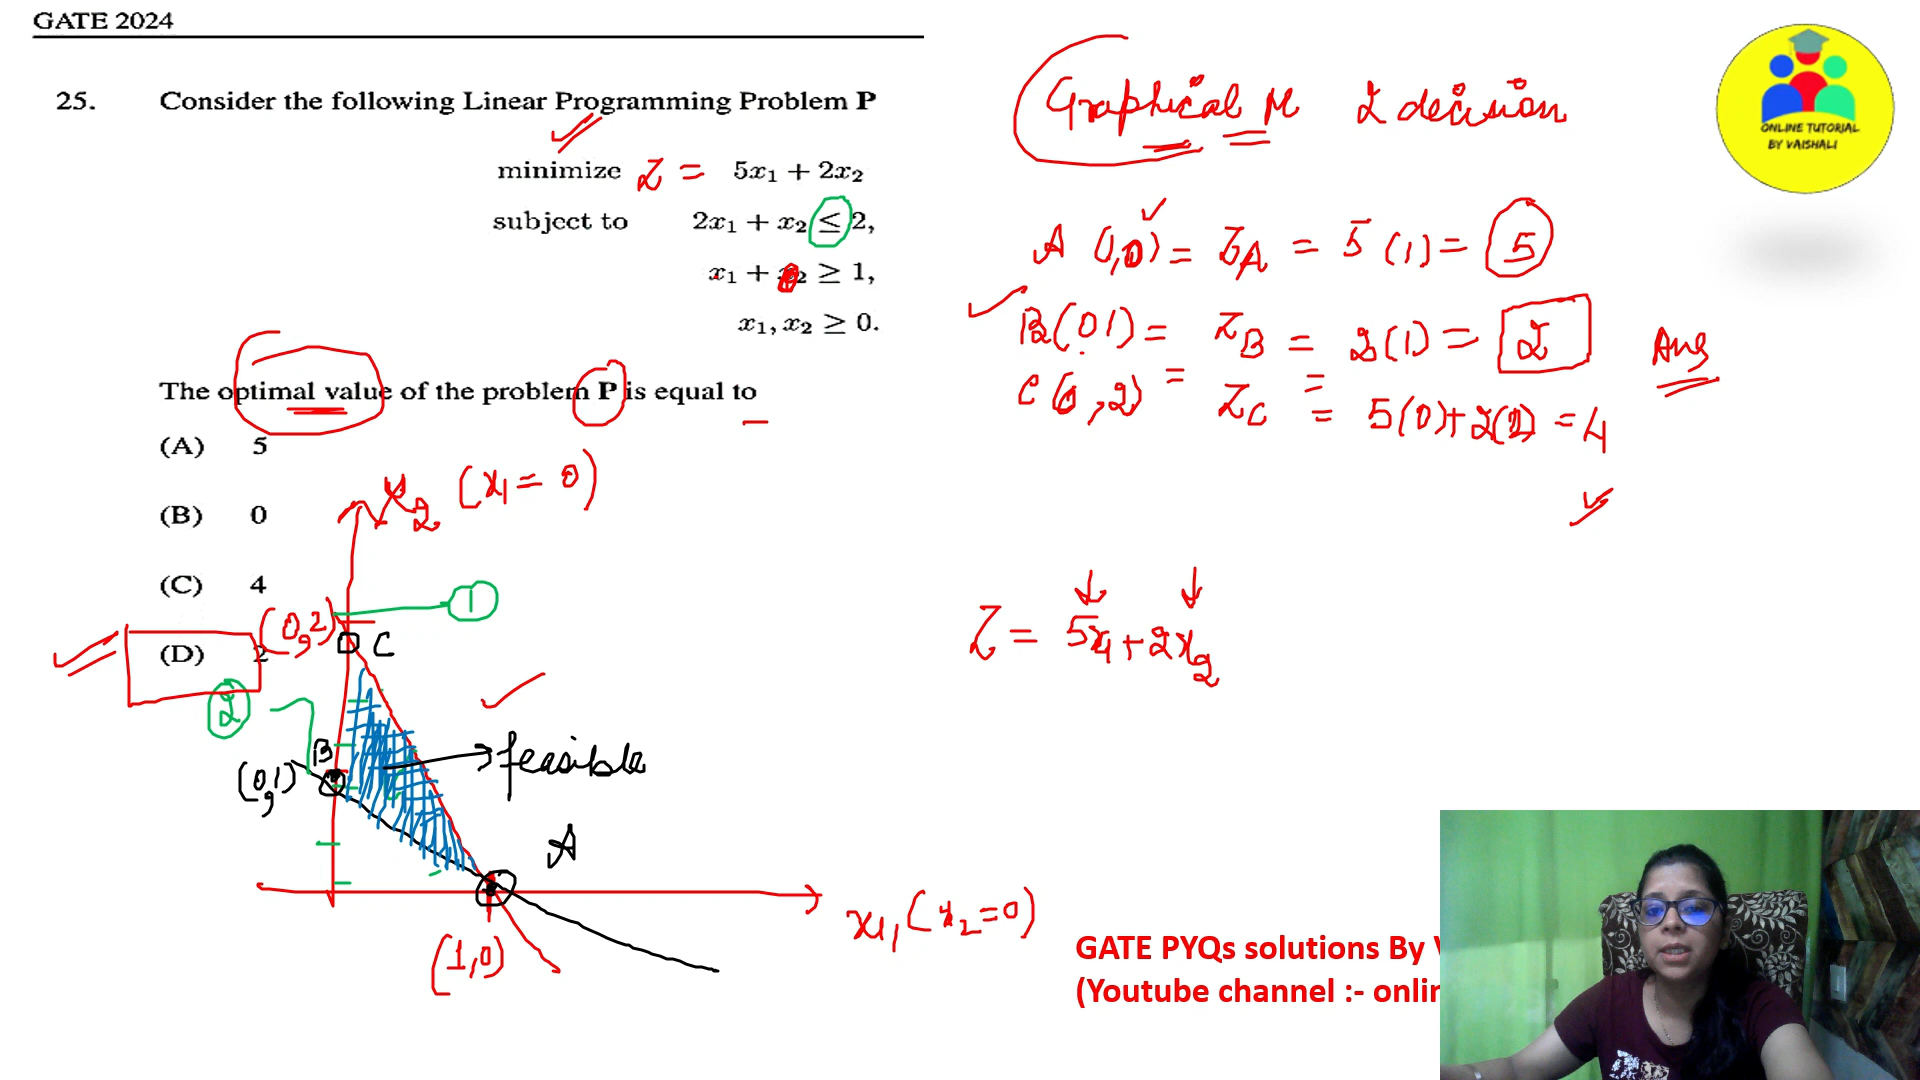 GATE 2024
25. Consider the following Linear Programming Problem P
minimize Z = 5x₁ + 2x₂
subject to 2x₁ + x₂ ≤ 2,
x₁ + x₂ ≥ 1,
x₁, x₂ ≥ 0.
The optimal value of the problem P is equal to
(A) 5
(B) 0
(C) 4
(D) 2
x₂ (x₁ = 0)
1
(0,2)
C
2
B
(0,1)
feasible
A
(1,0)
x₁, (x₂=0)
Graphical M 2 decision
A (1,0) = Z_A = 5(1) = 5
B(0 1) = Z_B = 2(1) = 2 Ans
C(0,2) = Z_C = = 5(0)+2(2) = 4
Z = 5x₁+2x₂
ONLINE TUTORIAL
BY VAISHALI
GATE PYQs solutions By
(Youtube channel :- onlin